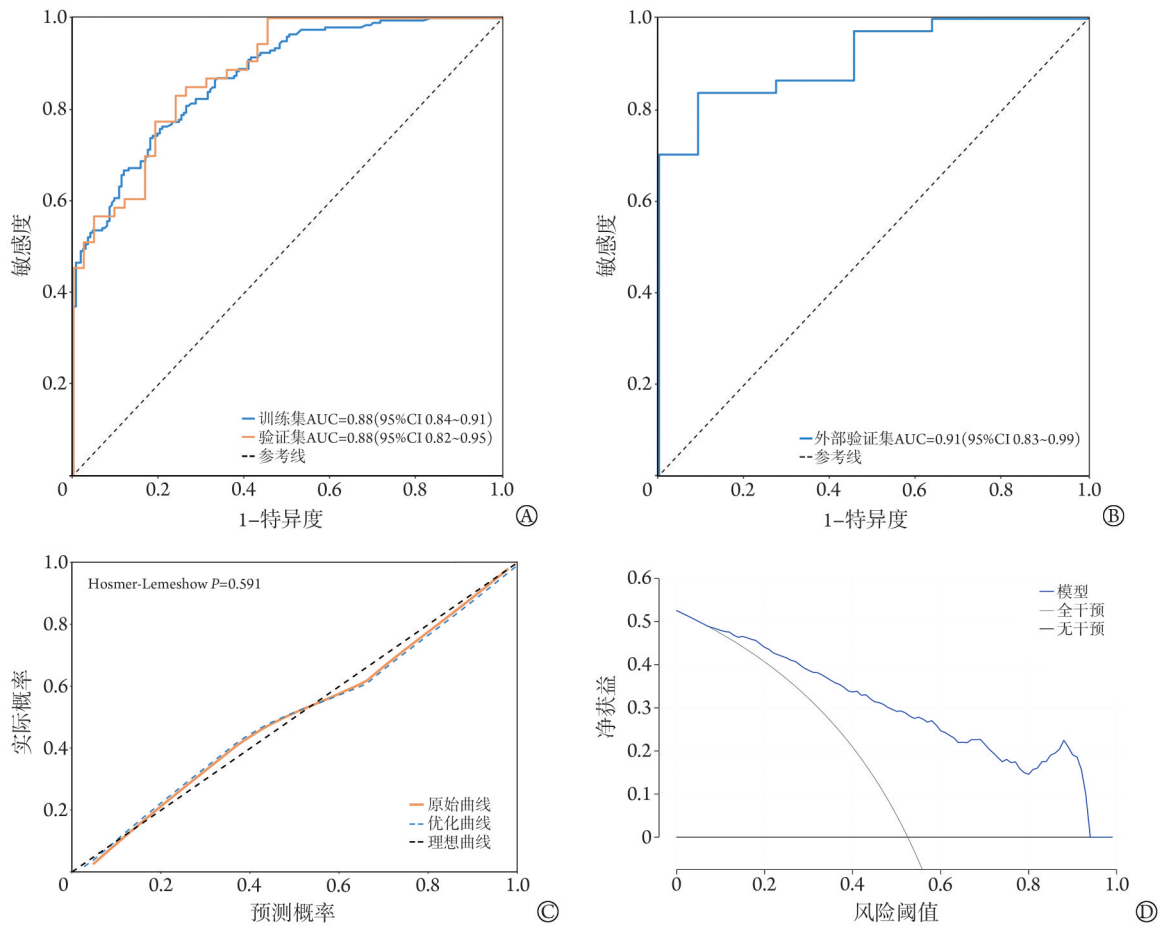 1.0
0.8
0.6
0.4
0.2
敏感度
训练集AUC=0.88(95%CI 0.84~0.91)
验证集AUC=0.88(95%CI 0.82~0.95)
参考线
0 0.2 0.4 0.6 0.8 1.0
1-特异度
Ⓐ
1.0
0.8
0.6
0.4
0.2
敏感度
外部验证集AUC=0.91(95%CI 0.83~0.99)
参考线
0 0.2 0.4 0.6 0.8 1.0
1-特异度
Ⓑ
Hosmer-Lemeshow P=0.591
1.0
0.8
0.6
0.4
0.2
实际概率
原始曲线
优化曲线
理想曲线
0 0.2 0.4 0.6 0.8 1.0
预测概率
Ⓒ
0.6
0.5
0.4
0.3
0.2
0.1
0
净获益
模型
全干预
无干预
0 0.2 0.4 0.6 0.8 1.0
风险阈值
Ⓓ